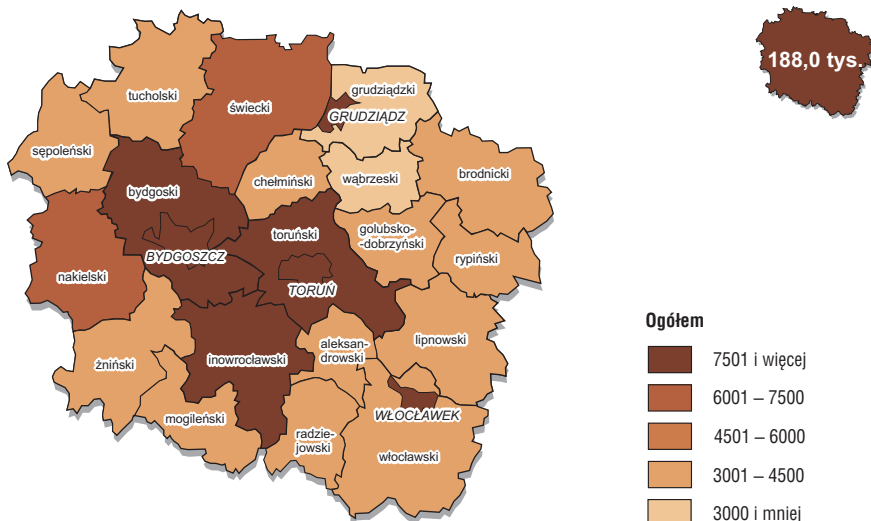 188,0 tys.
tucholski
świecki
grudziądzki
GRUDZIĄDZ
sępoleński
bydgoski
chełmiński
wąbrzeski
brodnicki
toruński
golubsko-
-dobrzyński
rypiński
BYDGOSZCZ
nakielski
TORUŃ
żniński
inowrocławski
aleksan-
drowski
lipnowski
mogileński
radzie-
jowski
WŁOCŁAWEK
włocławski
Ogółem
7501 i więcej
6001 – 7500
4501 – 6000
3001 – 4500
3000 i mniej